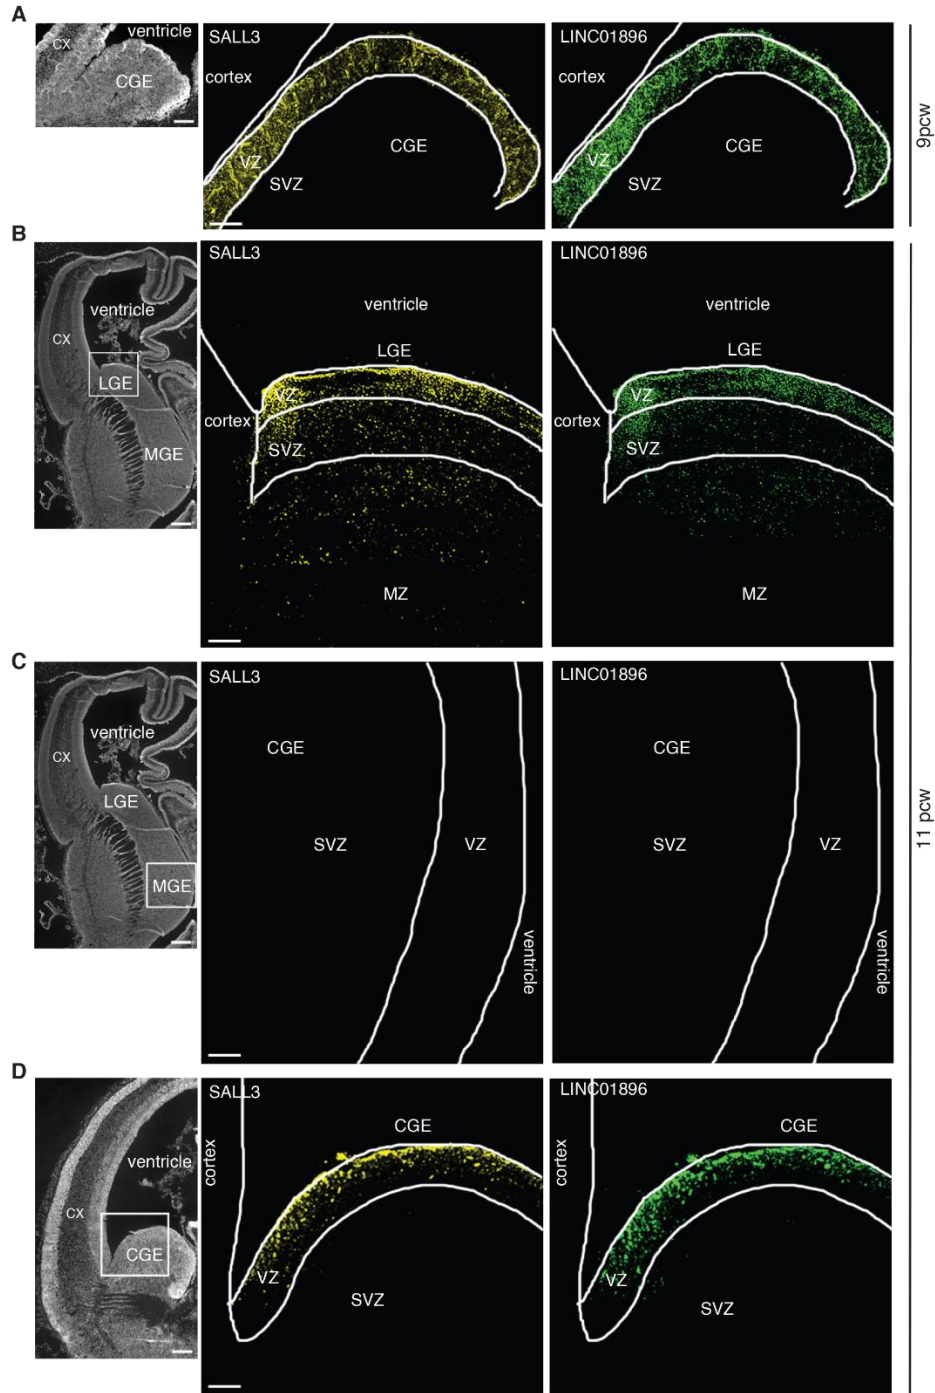 A
ventricle
CX
CGE
SALL3
cortex
VZ
SVZ
CGE
LINC01896
cortex
VZ
SVZ
CGE
9pcw
B
ventricle
CX
LGE
MGE
SALL3
ventricle
LGE
VZ
cortex
SVZ
MZ
LINC01896
ventricle
LGE
VZ
cortex
SVZ
MZ
C
ventricle
CX
LGE
MGE
SALL3
CGE
SVZ
VZ
ventricle
LINC01896
CGE
SVZ
VZ
ventricle
11 pcw
D
ventricle
CX
CGE
SALL3
CGE
cortex
VZ
SVZ
LINC01896
CGE
cortex
VZ
SVZ